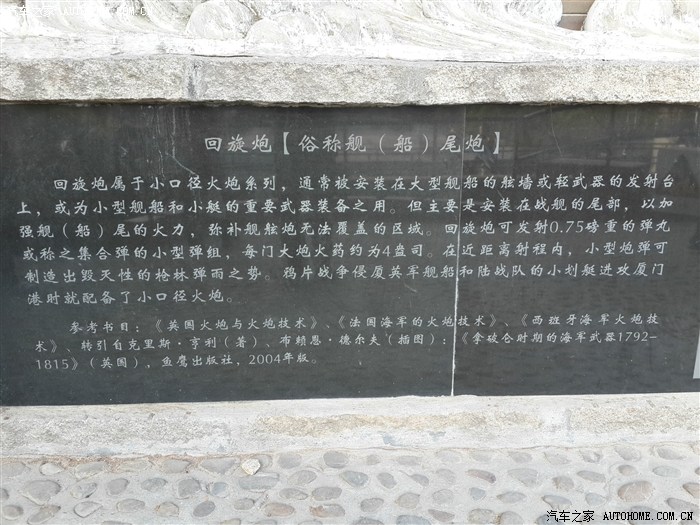 汽车之家 WWW.AUTOHOME.COM.CN
回旋炮【俗称舰（船）尾炮】
回旋炮属于小口径火炮系列，通常被安装在大型舰船的舷墙或轻武器的发射台
上，或为小型舰船和小艇的重要武器装备之用。但主要是安装在战舰的尾部，以加
强舰（船）尾的火力，弥补舰舷炮无法覆盖的区域。回旋炮可发射0.75磅重的弹丸
或称之集合弹的小型弹组，每门大炮火药约为4盎司。在近距离射程内，小型炮弹可
制造出毁灭性的枪林弹雨之势。鸦片战争侵厦英军舰船和陆战队的小划艇进攻厦门
港时就配备了小口径火炮。
参考书目：《英国火炮与火炮技术》、《法国海军的火炮技术》、《西班牙海军火炮技
术》、转引自克里斯·亨利（著）、布赖恩·德尔夫（插图）：《拿破仑时期的海军武器1792-
1815》（英国），鱼鹰出版社，2004年版。
汽车之家 AUTOHOME.COM.CN